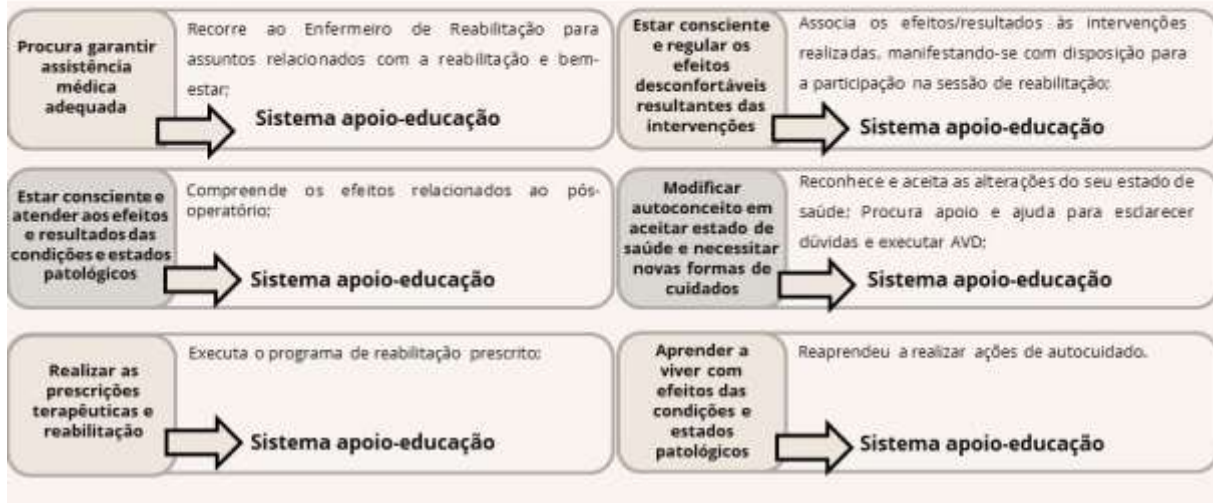 Procura garantir
assistência
médica
adequada
Recorre ao Enfermeiro de Reabilitação para
assuntos relacionados com a reabilitação e bem-
estar;
Sistema apoio-educação
Estar consciente
e regular os
efeitos
desconfortáveis
resultantes das
intervenções
Associa os efeitos/resultados às intervenções
realizadas, manifestando-se com disposição para
a participação na sessão de reabilitação;
Sistema apoio-educação
Estar consciente e
atender aos efeitos
e resultados das
condições e estados
patológicos
Compreende os efeitos relacionados ao pós-
operatório;
Sistema apoio-educação
Modificar
autoconceito em
aceitar estado de
saúde e necessitar
novas formas de
cuidados
Reconhece e aceita as alterações do seu estado de
saúde; Procura apoio e ajuda para esclarecer
dúvidas e executar AVD;
Sistema apoio-educação
Realizar as
prescrições
terapêuticas e
reabilitação
Executa o programa de reabilitação prescrito;
Sistema apoio-educação
Aprender a
viver com
efeitos das
condições e
estados
patológicos
Reaprendeu a realizar ações de autocuidado.
Sistema apoio-educação